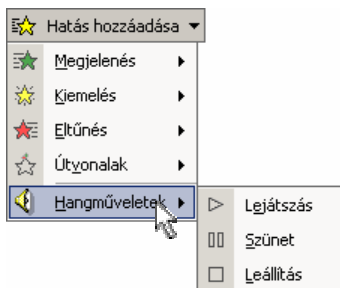 Hatás hozzáadása
Megjelenés
Kiemelés
Eltűnés
Útvonalak
Hangműveletek
Lejátszás
Szünet
Leállítás